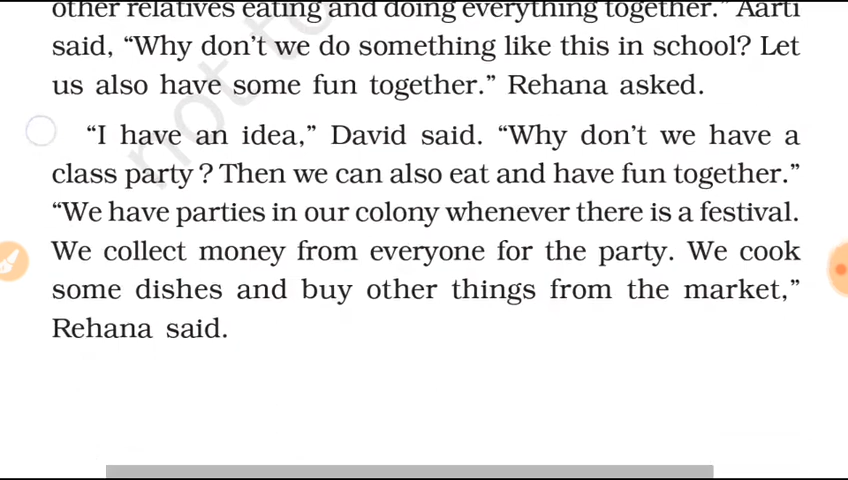 other relatives eating and doing everything together.” Aarti
said, “Why don’t we do something like this in school? Let
us also have some fun together.” Rehana asked.
“I have an idea,” David said. “Why don’t we have a
class party ? Then we can also eat and have fun together.”
“We have parties in our colony whenever there is a festival.
We collect money from everyone for the party. We cook
some dishes and buy other things from the market,”
Rehana said.
not to